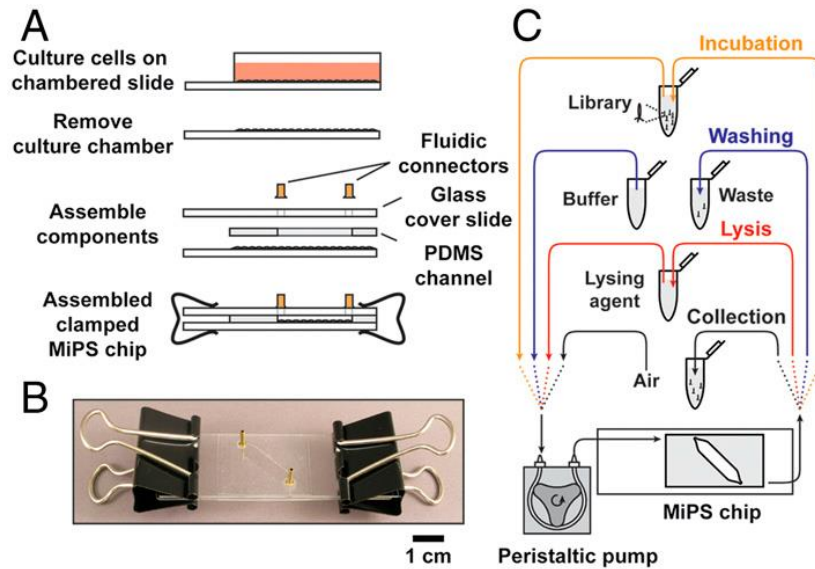 A
Culture cells on
chambered slide
Remove
culture chamber
Fluidic
connectors
Glass
cover slide
Assemble
components
PDMS
channel
Assembled
clamped
MiPS chip
B
1 cm
C
Incubation
Library
Washing
Buffer
Waste
Lysis
Lysing
agent
Collection
Air
MiPS chip
Peristaltic pump